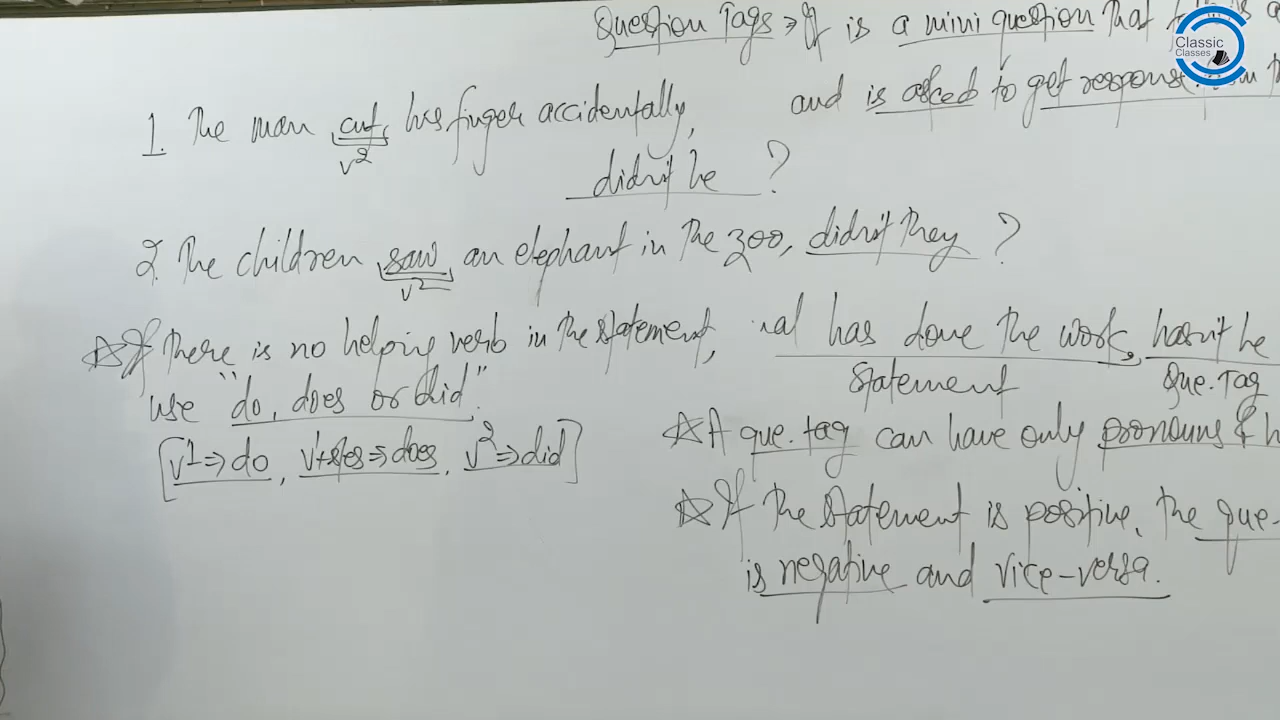 Question Tags → It is a mini question that
Classic
Classes
and is asked to get response
1. The man cut his finger accidentally,
V2
didn't he ?
2. The children saw an elephant in the zoo, didn't they ?
V2
☆ If there is no helping verb in the statement,
use "do, does or did".
[V1 ⇒ do, V1+s/es ⇒ does, V2 ⇒ did]
has done the work, hasn't he
Statement Que. Tag
☆ A que. tag can have only pronouns &
☆ If the statement is positive, the que.
is negative and vice-versa.